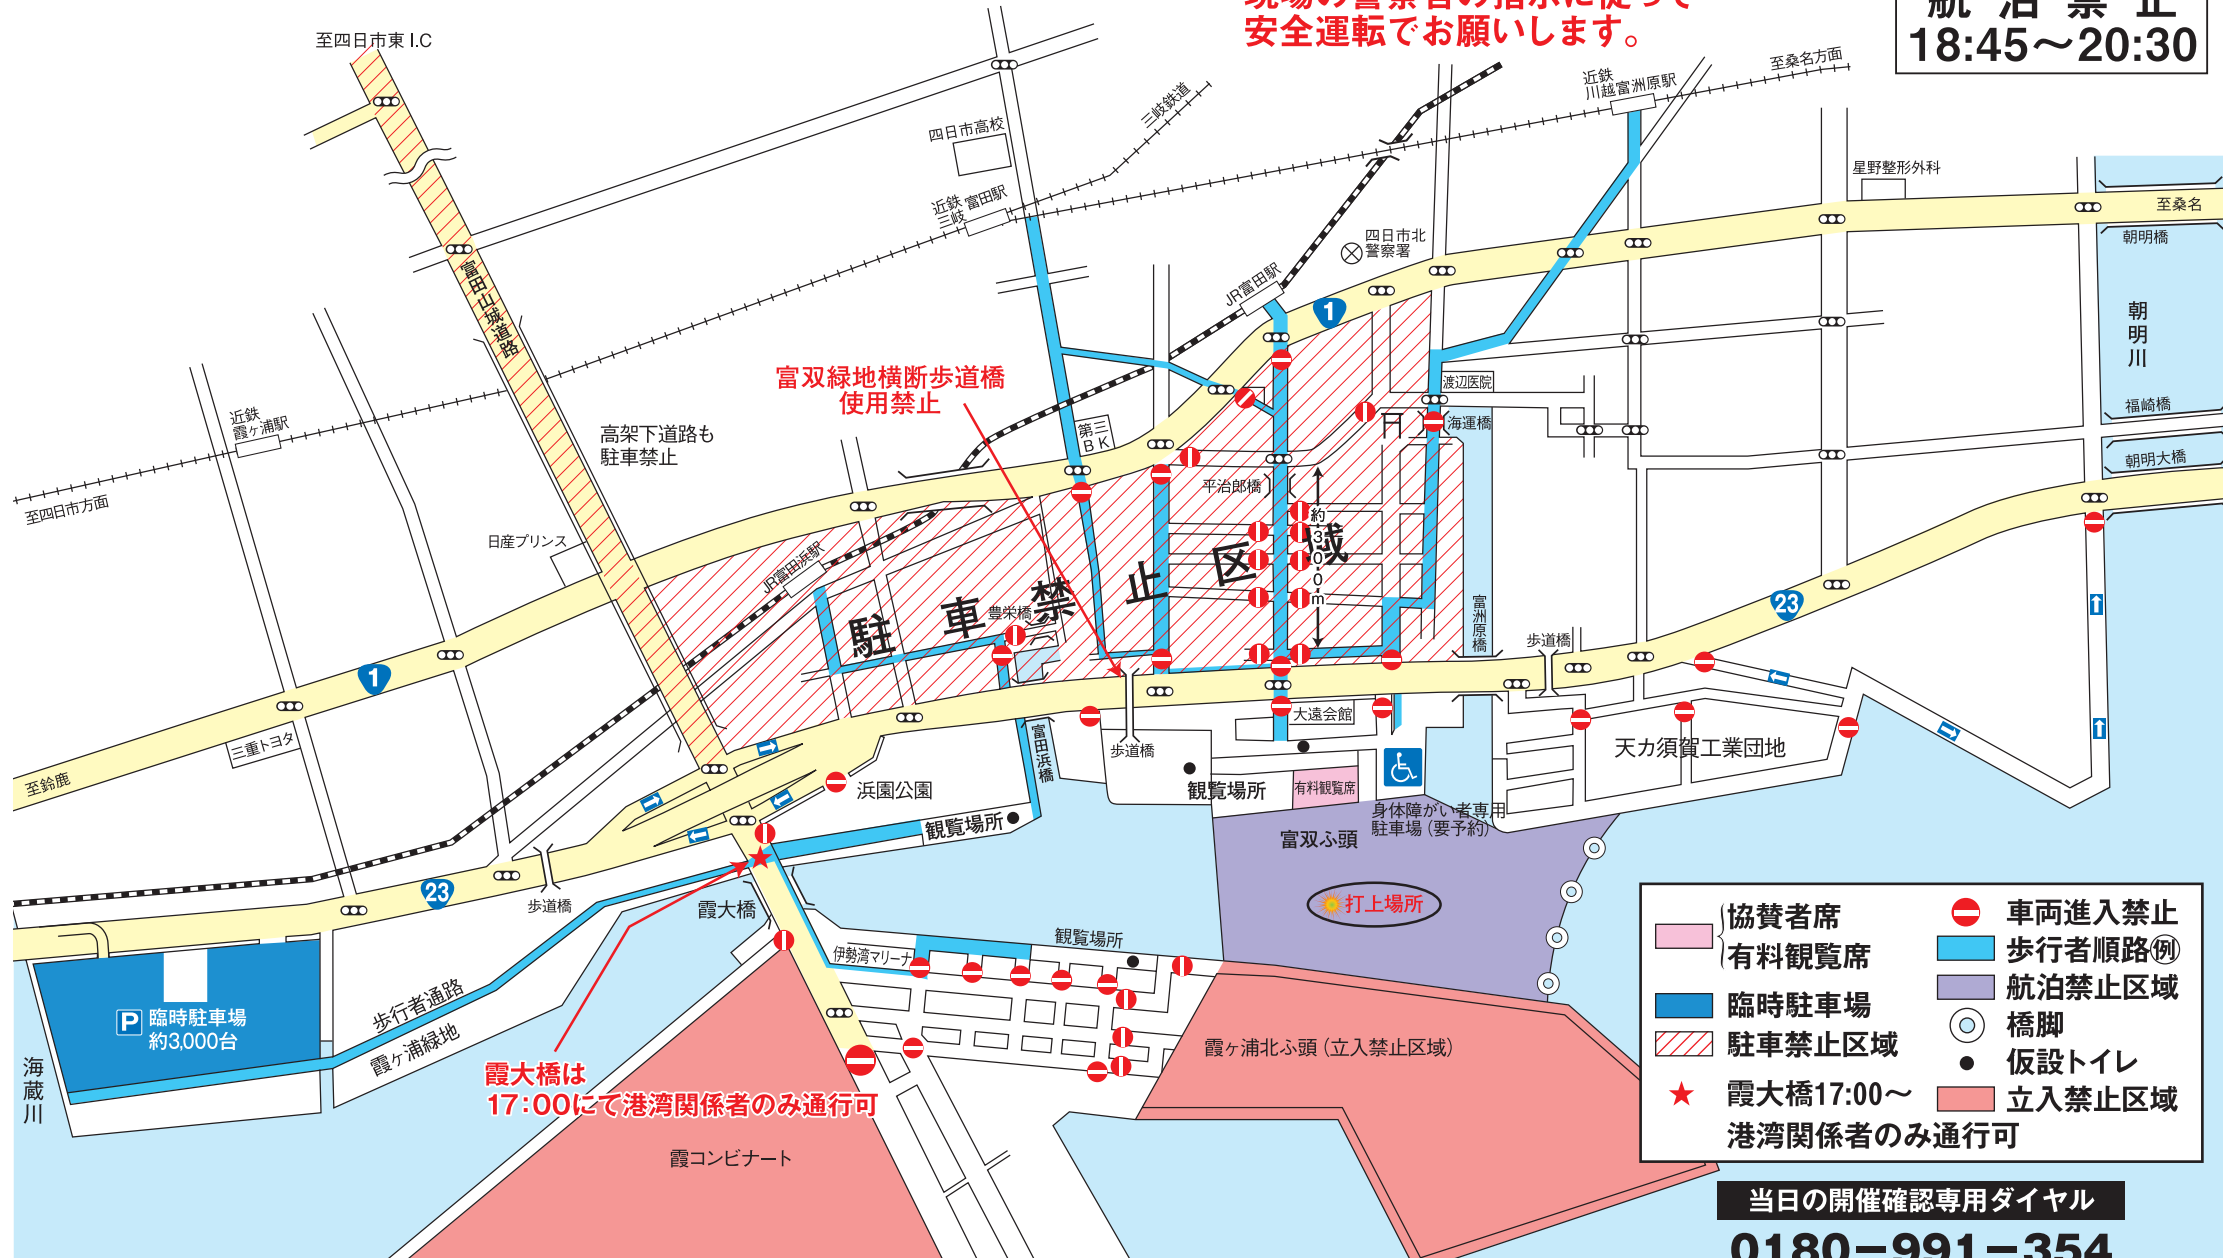 現場の警察官の指示に従って
安全運転でお願いします。
航泊禁止
18:45〜20:30
至四日市東 I.C
富田山城道路
四日市高校
三岐鉄道
近鉄
三岐
富田駅
近鉄
川越富洲原駅
至桑名方面
星野整形外科
至桑名
朝明橋
朝明川
福崎橋
朝明大橋
四日市北
警察署
JR富田駅
1
渡辺医院
海運橋
富双緑地横断歩道橋
使用禁止
第三
BK
高架下道路も
駐車禁止
近鉄
霞ヶ浦駅
至四日市方面
日産プリンス
JR富田浜駅
平治郎橋
約300m
駐車禁止区域
豊栄橋
富洲原橋
歩道橋
23
1
三重トヨタ
至鈴鹿
富田浜橋
歩道橋
大遠会館
観覧場所
有料観覧席
身体障がい者専用
駐車場(要予約)
天カ須賀工業団地
浜園公園
観覧場所
富双ふ頭
打上場所
23
歩道橋
霞大橋
伊勢湾マリーナ
観覧場所
P 臨時駐車場
約3,000台
歩行者通路
霞ヶ浦緑地
海蔵川
霞大橋は
17:00にて港湾関係者のみ通行可
霞コンビナート
霞ヶ浦北ふ頭(立入禁止区域)
協賛者席
有料観覧席
臨時駐車場
駐車禁止区域
霞大橋17:00〜
港湾関係者のみ通行可
車両進入禁止
歩行者順路例
航泊禁止区域
橋脚
仮設トイレ
立入禁止区域
当日の開催確認専用ダイヤル
0180−991−354